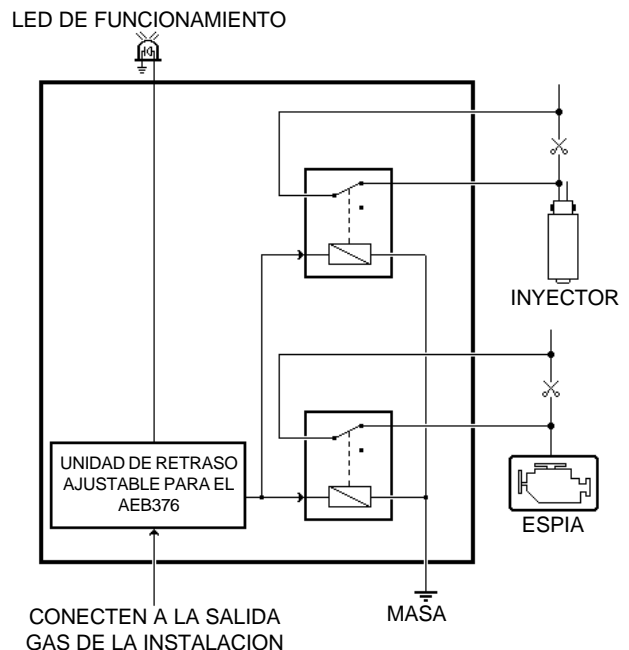 LED DE FUNCIONAMIENTO
INYECTOR
UNIDAD DE RETRASO
AJUSTABLE PARA EL
AEB376
ESPIA
CONECTEN A LA SALIDA
GAS DE LA INSTALACION
MASA